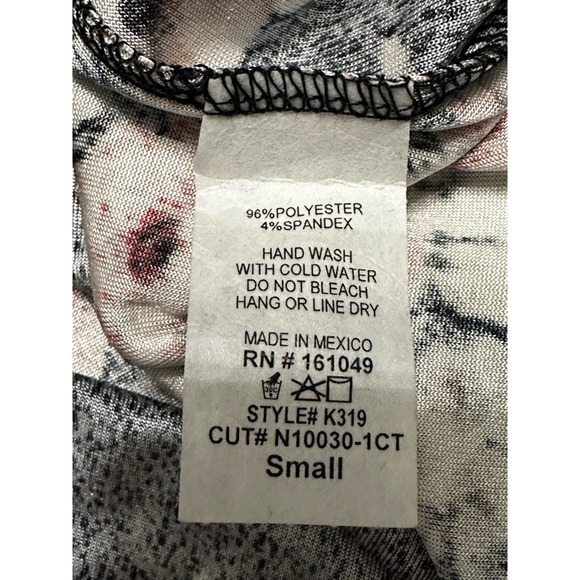 96%POLYESTER
4%SPANDEX
HAND WASH
WITH COLD WATER
DO NOT BLEACH
HANG OR LINE DRY
MADE IN MEXICO
RN # 161049
STYLE# K319
CUT# N10030-1CT
Small